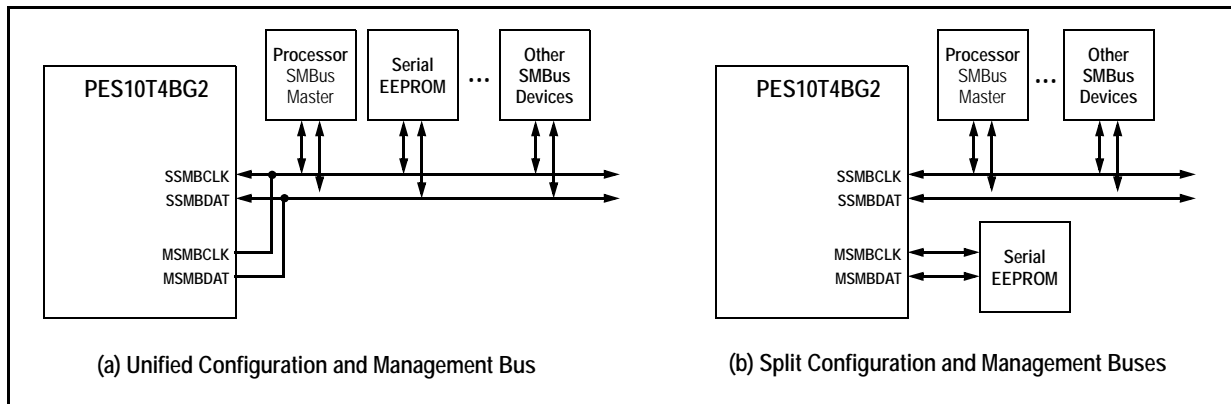 PES10T4BG2
Processor
SMBus
Master
Serial
EEPROM
...
Other
SMBus
Devices
SSMBCLK
SSMBDAT
MSMBCLK
MSMBDAT
(a) Unified Configuration and Management Bus
PES10T4BG2
Processor
SMBus
Master
...
Other
SMBus
Devices
SSMBCLK
SSMBDAT
MSMBCLK
MSMBDAT
Serial
EEPROM
(b) Split Configuration and Management Buses